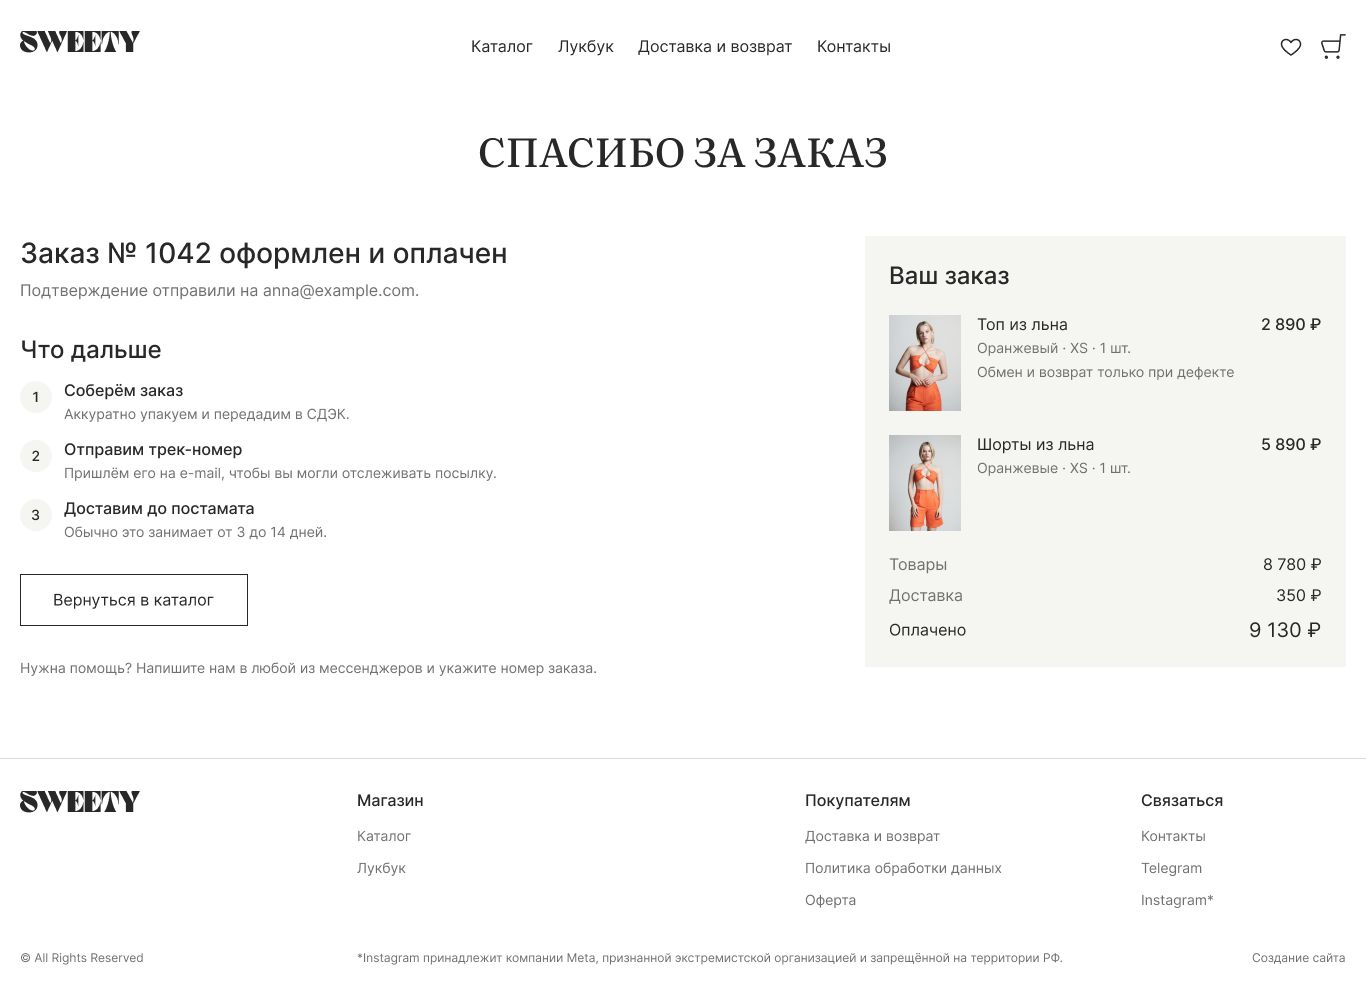 SWEETY
Каталог Лукбук Доставка и возврат Контакты
СПАСИБО ЗА ЗАКАЗ
Заказ № 1042 оформлен и оплачен
Подтверждение отправили на anna@example.com.
Что дальше
1 Соберём заказ
Аккуратно упакуем и передадим в СДЭК.
2 Отправим трек-номер
Пришлём его на e-mail, чтобы вы могли отслеживать посылку.
3 Доставим до постамата
Обычно это занимает от 3 до 14 дней.
Вернуться в каталог
Нужна помощь? Напишите нам в любой из мессенджеров и укажите номер заказа.
Ваш заказ
Топ из льна 2 890 ₽
Оранжевый · XS · 1 шт.
Обмен и возврат только при дефекте
Шорты из льна 5 890 ₽
Оранжевые · XS · 1 шт.
Товары 8 780 ₽
Доставка 350 ₽
Оплачено 9 130 ₽
SWEETY
Магазин
Каталог
Лукбук
Покупателям
Доставка и возврат
Политика обработки данных
Оферта
Связаться
Контакты
Telegram
Instagram*
© All Rights Reserved
*Instagram принадлежит компании Meta, признанной экстремистской организацией и запрещённой на территории РФ.
Создание сайта